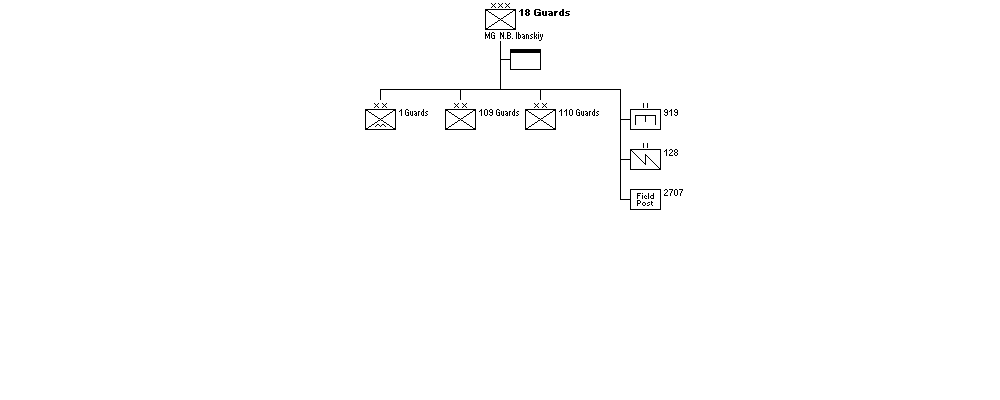 XXX
18 Guards
MG N.B. Ibanskiy
XX
1 Guards
XX
109 Guards
XX
110 Guards
II
919
II
128
Field
Post
2707